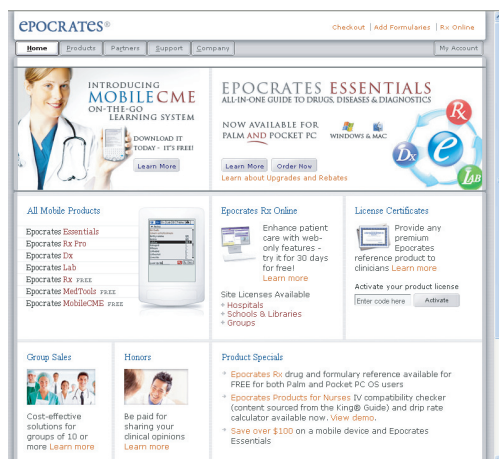 EPOCRATES®
Checkout | Add Formularies | Rx Online
Home
Products
Partners
Support
Company
My Account
INTRODUCING
MOBILECME
ON-THE-GO
LEARNING SYSTEM
DOWNLOAD IT
TODAY - IT'S FREE!
Learn More
EPOCRATES ESSENTIALS
ALL-IN-ONE GUIDE TO DRUGS, DISEASES & DIAGNOSTICS
NOW AVAILABLE FOR
PALM AND POCKET PC
WINDOWS & MAC
Learn More
Order Now
Learn about Upgrades and Rebates
Rx
Dx
e
LAB
All Mobile Products
Epocrates Essentials
Epocrates Rx Pro
Epocrates Dx
Epocrates Lab
Epocrates Rx FREE
Epocrates MedTools FREE
Epocrates MobileCME FREE
Epocrates Rx Online
Enhance patient
care with web-
only features -
try it for 30 days
for free!
Learn more
Site Licenses Available
+ Hospitals
+ Schools & Libraries
+ Groups
License Certificates
Provide any
premium
Epocrates
reference product to
clinicians Learn more
Activate your product license
Enter code here
Activate
Group Sales
Cost-effective
solutions for
groups of 10 or
more Learn more
Honors
Be paid for
sharing your
clinical opinions
Learn more
Product Specials
Epocrates Rx drug and formulary reference available for
FREE for both Palm and Pocket PC OS users
Epocrates Products for Nurses IV compatibility checker
(content sourced from the King® Guide) and drip rate
calculator available now. View demo.
Save over $100 on a mobile device and Epocrates
Essentials